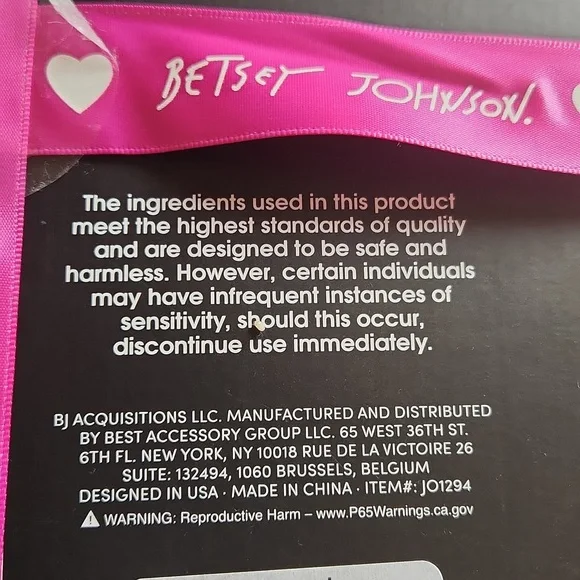 BETSEY JOHNSON.
The ingredients used in this product
meet the highest standards of quality
and are designed to be safe and
harmless. However, certain individuals
may have infrequent instances of
sensitivity, should this occur,
discontinue use immediately.
BJ ACQUISITIONS LLC. MANUFACTURED AND DISTRIBUTED
BY BEST ACCESSORY GROUP LLC. 65 WEST 36TH ST.
6TH FL. NEW YORK, NY 10018 RUE DE LA VICTOIRE 26
SUITE: 132494, 1060 BRUSSELS, BELGIUM
DESIGNED IN USA · MADE IN CHINA · ITEM#: JO1294
⚠ WARNING: Reproductive Harm – www.P65Warnings.ca.gov